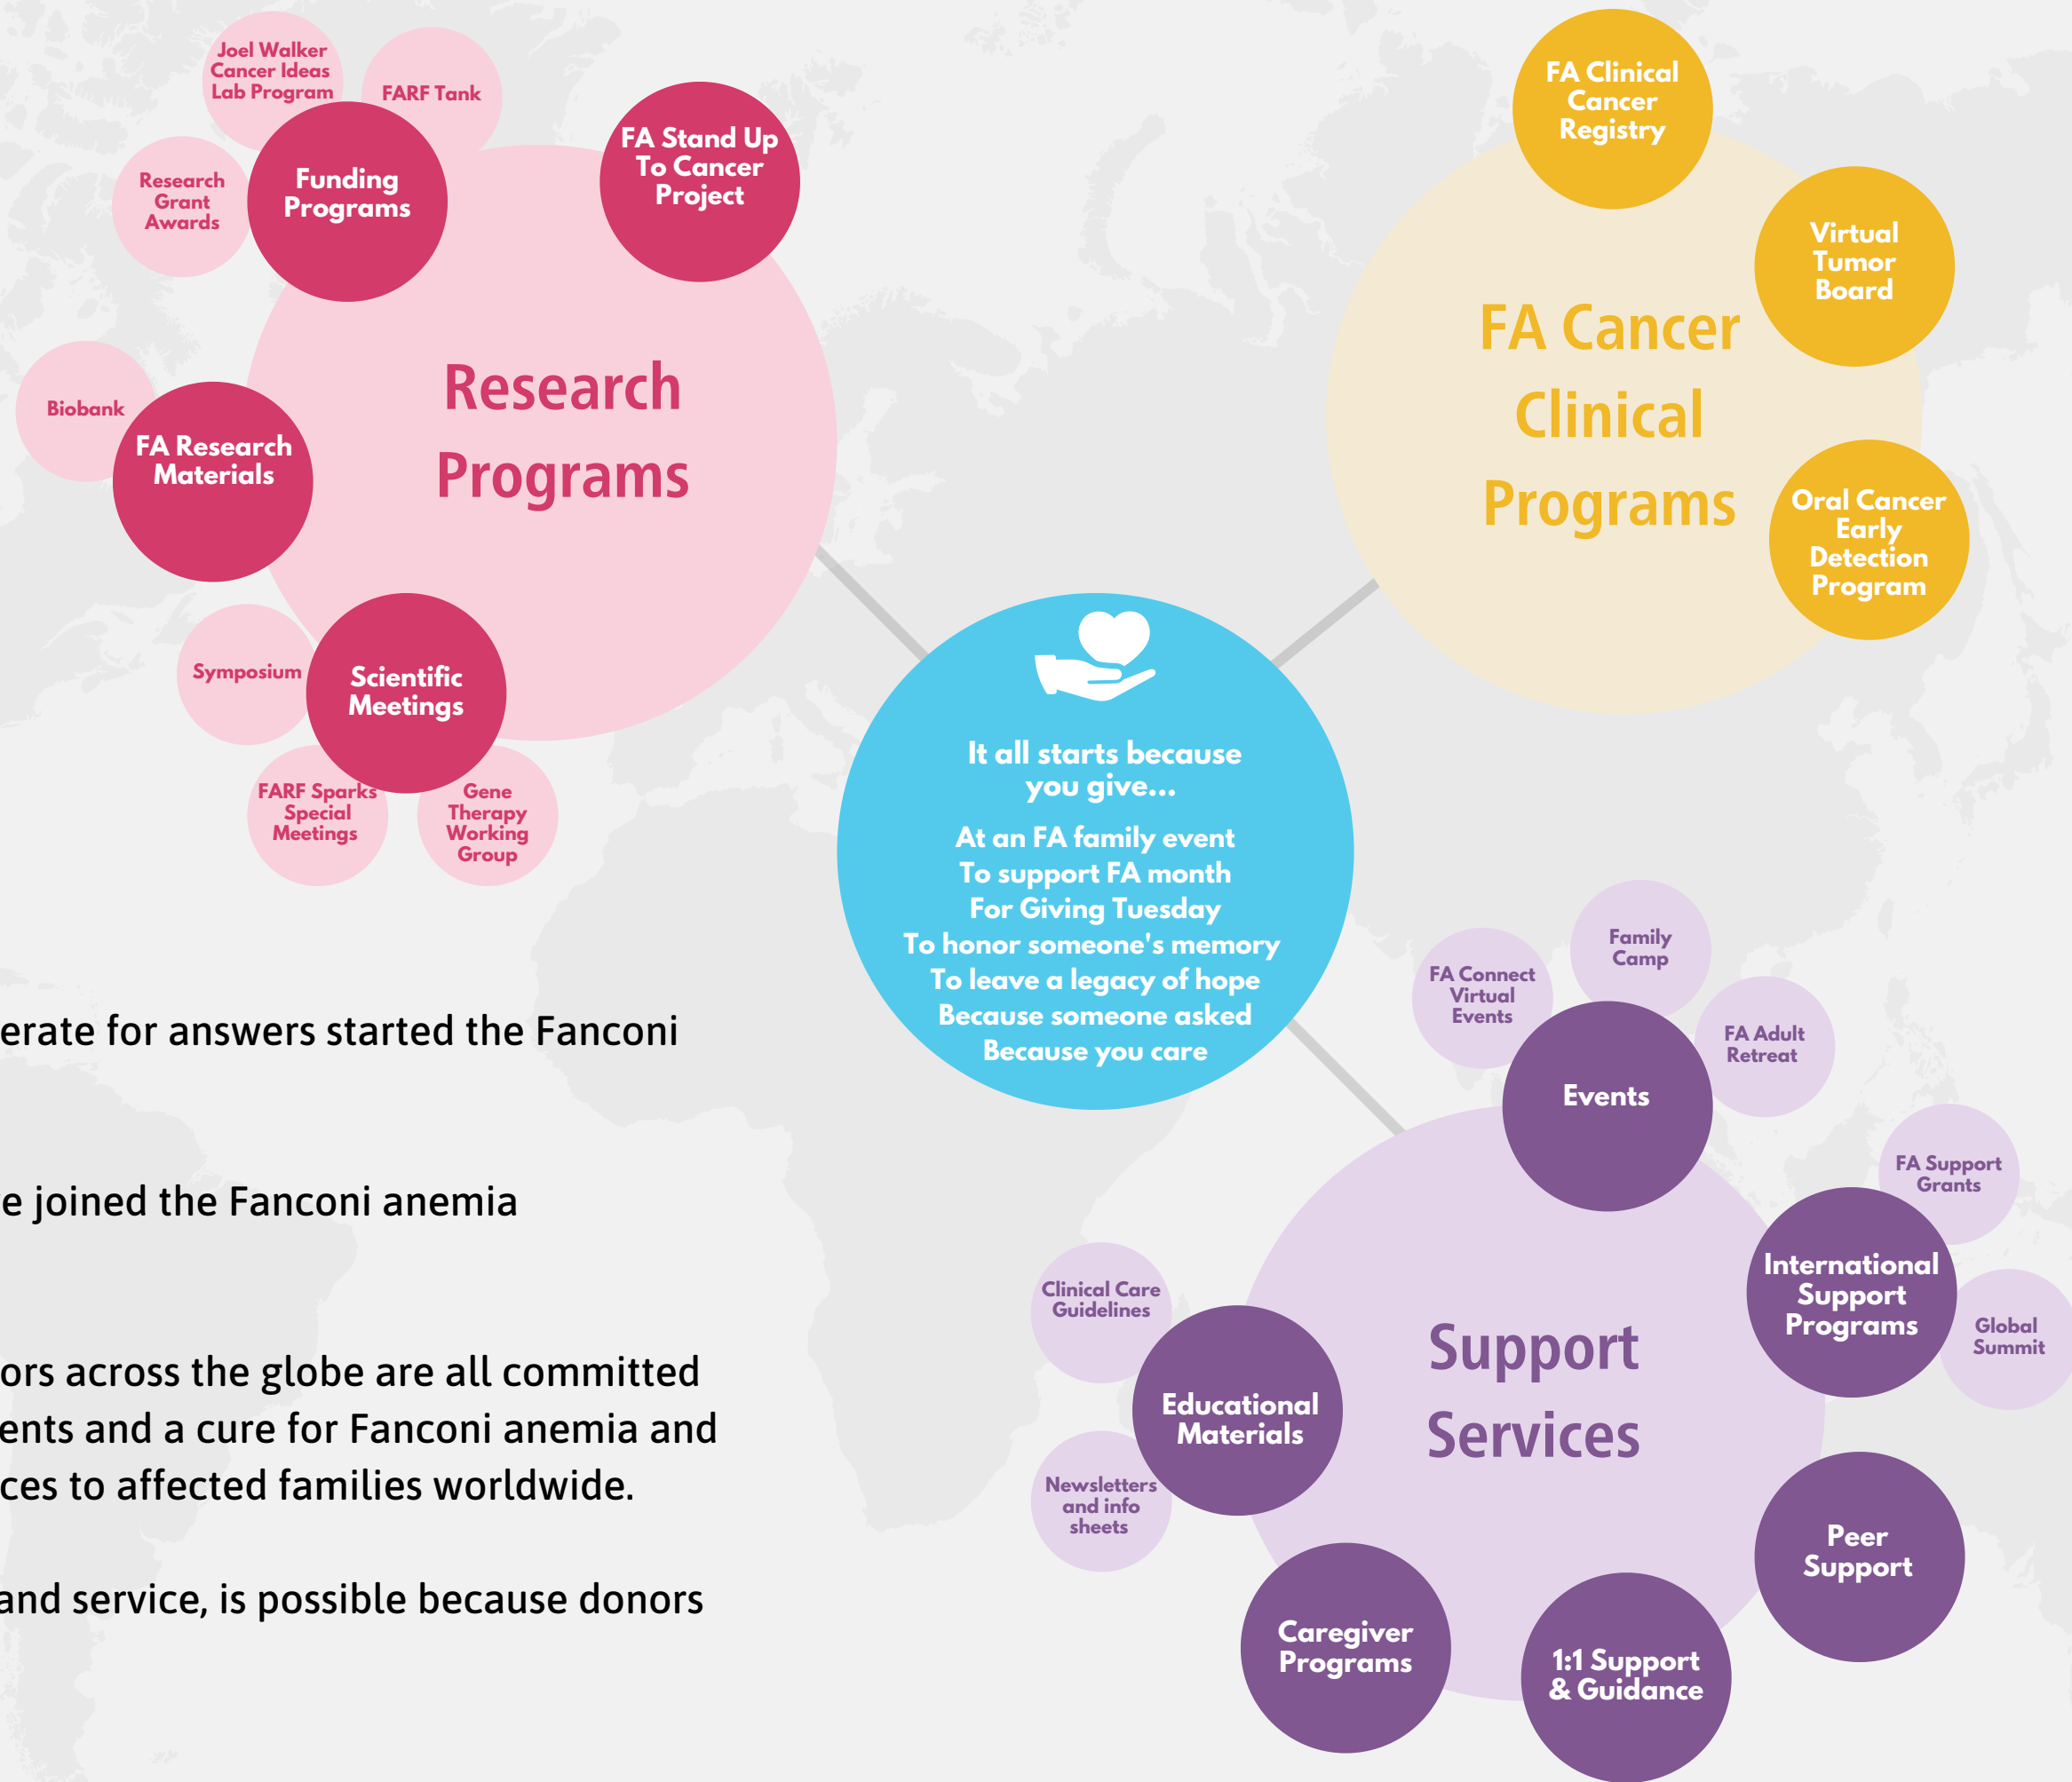 Joel Walker
Cancer Ideas
Lab Program
FARF Tank
Research
Grant
Awards
Funding
Programs
FA Stand Up
To Cancer
Project
Biobank
FA Research
Materials
Research
Programs
Symposium
Scientific
Meetings
FARF Sparks
Special
Meetings
Gene
Therapy
Working
Group
FA Clinical
Cancer
Registry
Virtual
Tumor
Board
FA Cancer
Clinical
Programs
Oral Cancer
Early
Detection
Program
It all starts because
you give...
At an FA family event
To support FA month
For Giving Tuesday
To honor someone's memory
To leave a legacy of hope
Because someone asked
Because you care
erate for answers started the Fanconi
e joined the Fanconi anemia
ors across the globe are all committed
ents and a cure for Fanconi anemia and
ces to affected families worldwide.
and service, is possible because donors
FA Connect
Virtual
Events
Family
Camp
FA Adult
Retreat
Events
FA Support
Grants
International
Support
Programs
Global
Summit
Clinical Care
Guidelines
Educational
Materials
Newsletters
and info
sheets
Support
Services
Peer
Support
Caregiver
Programs
1:1 Support
& Guidance